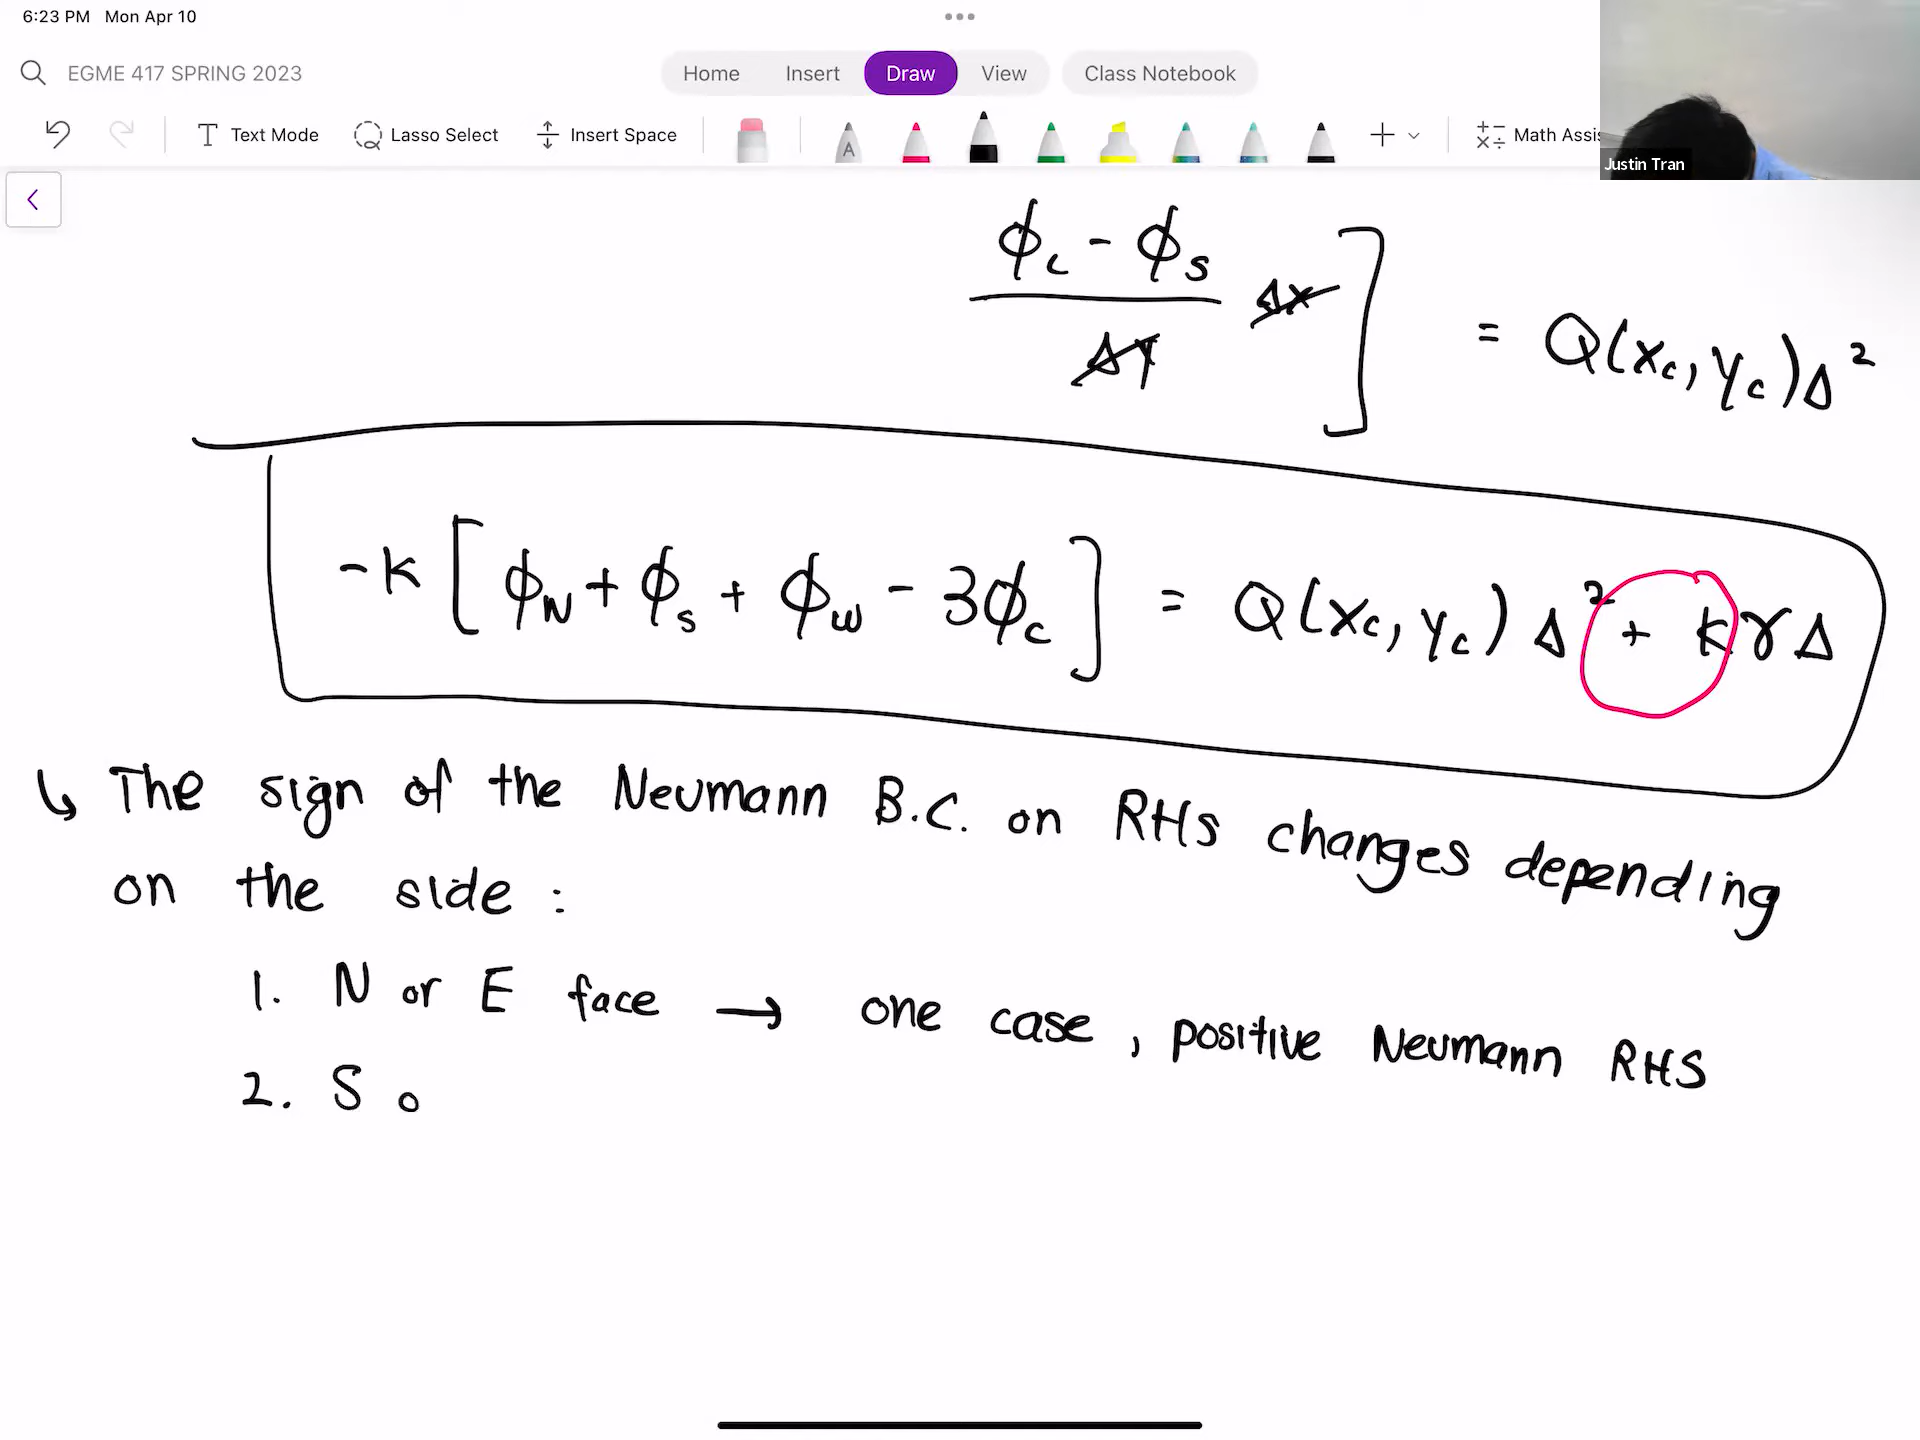 6:23 PM Mon Apr 10
EGME 417 SPRING 2023
Home Insert Draw View Class Notebook
Text Mode Lasso Select Insert Space A Math Assis
Justin Tran
ϕc - ϕs
ΔY
Δx ] = Q(xc, yc)Δ²
-k [ ϕN + ϕs + ϕw - 3ϕc ] = Q(xc, yc) Δ² + kγΔ
↳ The sign of the Neumann B.C. on RHS changes depending
on the side :
1. N or E face → one case, positive Neumann RHS
2. S o